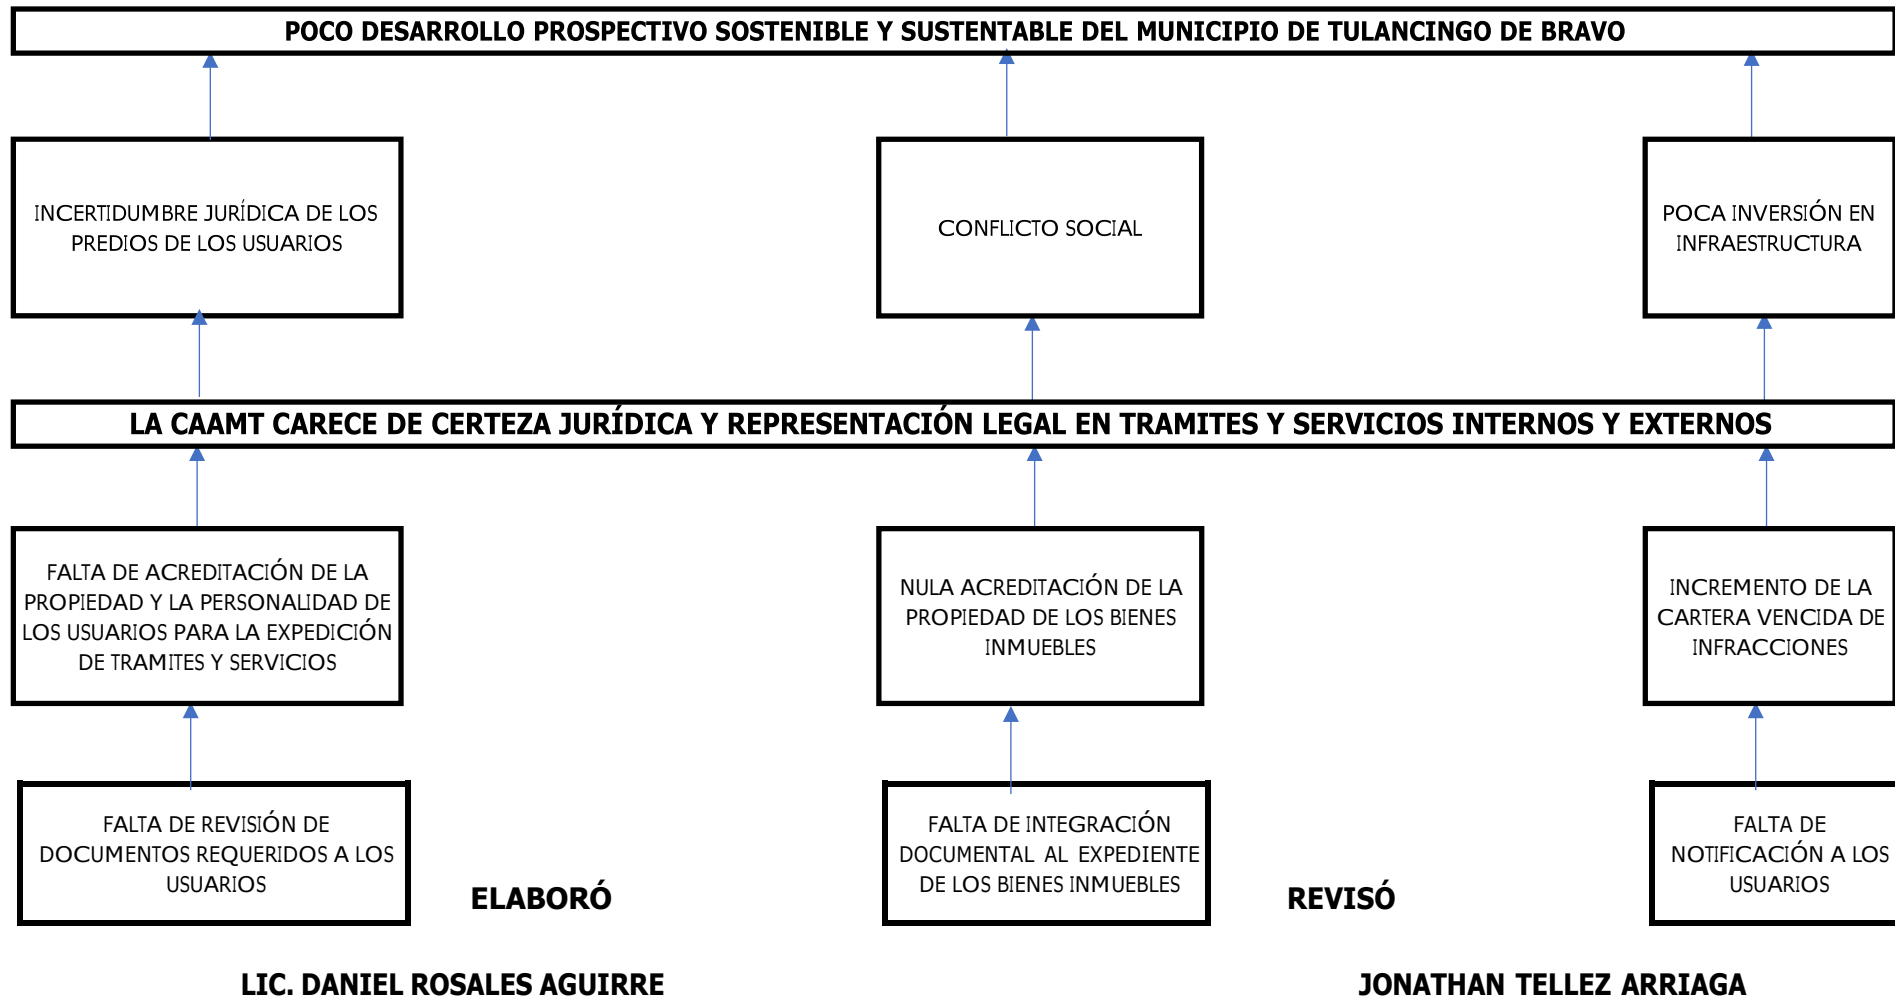 POCO DESARROLLO PROSPECTIVO SOSTENIBLE Y SUSTENTABLE DEL MUNICIPIO DE TULANCINGO DE BRAVO
INCERTIDUMBRE JURÍDICA DE LOS
PREDIOS DE LOS USUARIOS
CONFLICTO SOCIAL
POCA INVERSIÓN EN
INFRAESTRUCTURA
LA CAAMT CARECE DE CERTEZA JURÍDICA Y REPRESENTACIÓN LEGAL EN TRAMITES Y SERVICIOS INTERNOS Y EXTERNOS
FALTA DE ACREDITACIÓN DE LA
PROPIEDAD Y LA PERSONALIDAD DE
LOS USUARIOS PARA LA EXPEDICIÓN
DE TRAMITES Y SERVICIOS
NULA ACREDITACIÓN DE LA
PROPIEDAD DE LOS BIENES
INMUEBLES
INCREMENTO DE LA
CARTERA VENCIDA DE
INFRACCIONES
FALTA DE REVISIÓN DE
DOCUMENTOS REQUERIDOS A LOS
USUARIOS
FALTA DE INTEGRACIÓN
DOCUMENTAL AL EXPEDIENTE
DE LOS BIENES INMUEBLES
FALTA DE
NOTIFICACIÓN A LOS
USUARIOS
ELABORÓ
REVISÓ
LIC. DANIEL ROSALES AGUIRRE
JONATHAN TELLEZ ARRIAGA